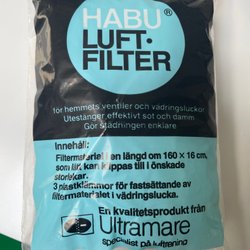 HABU®
LUFT·
FILTER
för hemmets ventiler och vädringsluckor
Utestänger effektivt sot och damm
Gör städningen enklare
Innehåll:
Filtermaterial i en längd om 160 x 16 cm,
som lätt kan klippas till i önskade
storlekar.
3 plastklämmor för fastsättande av
filtermaterialet i vädringslucka.
En kvalitetsprodukt från
Ultramare
specialist på luftrening